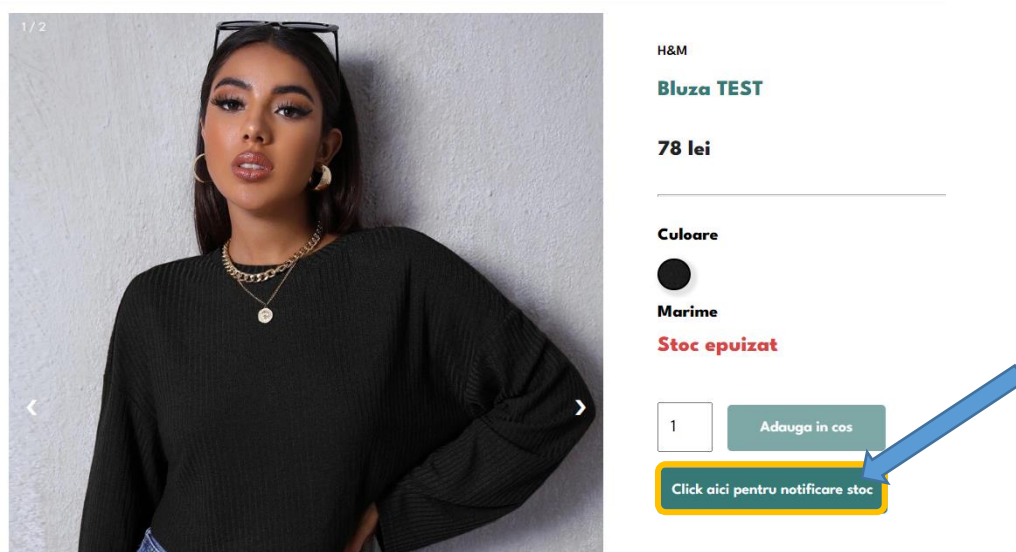 1 / 2
H&M
Bluza TEST
78 lei
Culoare
Marime
Stoc epuizat
1
Adauga in cos
Click aici pentru notificare stoc